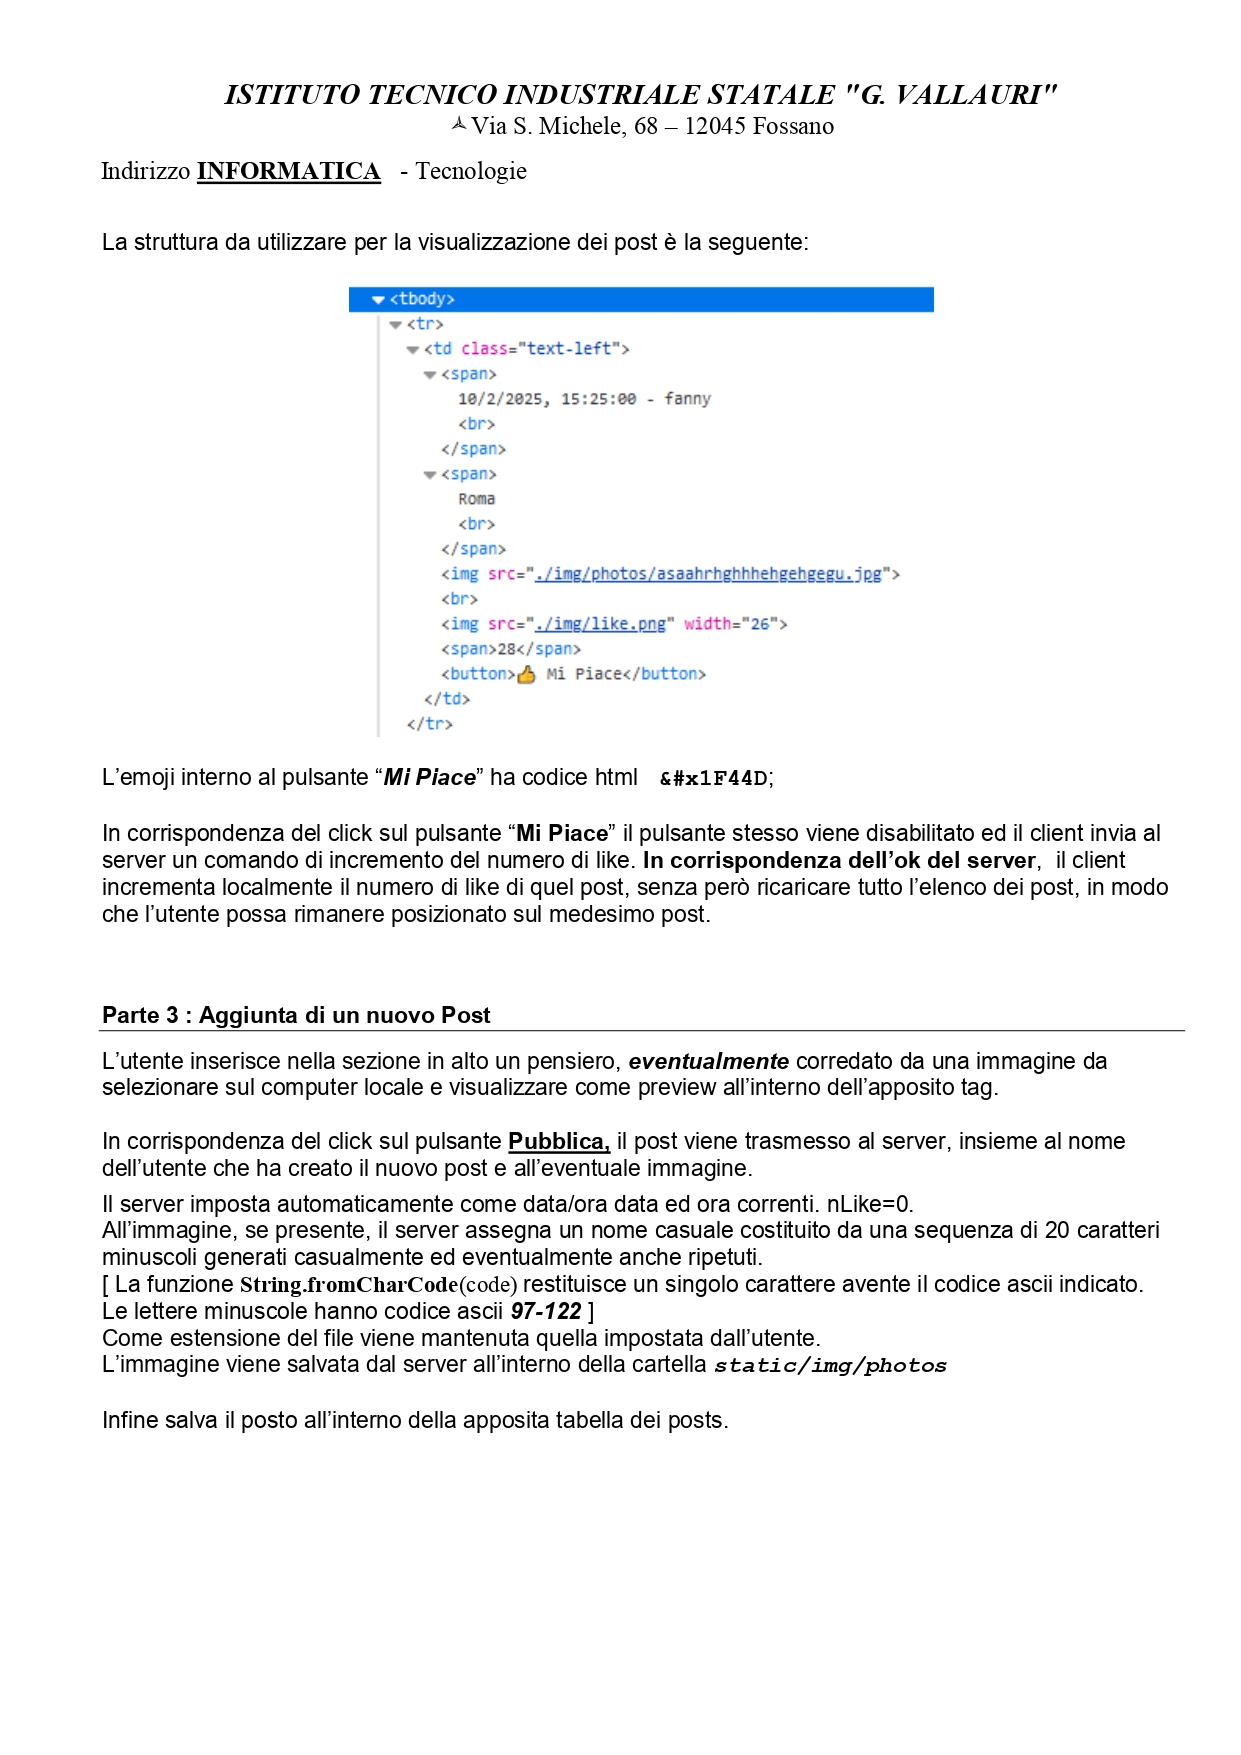 ISTITUTO TECNICO INDUSTRIALE STATALE "G. VALLAURI"
Via S. Michele, 68 – 12045 Fossano
Indirizzo INFORMATICA - Tecnologie
La struttura da utilizzare per la visualizzazione dei post è la seguente:
<tbody>
<tr>
<td class="text-left">
<span>
10/2/2025, 15:25:00 - fanny
<br>
</span>
<span>
Roma
<br>
</span>
<img src="./img/photos/asaahrhghhhehgehgegu.jpg">
<br>
<img src="./img/like.png" width="26">
<span>28</span>
<button>👍 Mi Piace</button>
</td>
</tr>
L’emoji interno al pulsante “Mi Piace” ha codice html &#x1F44D;
In corrispondenza del click sul pulsante “Mi Piace” il pulsante stesso viene disabilitato ed il client invia al
server un comando di incremento del numero di like. In corrispondenza dell’ok del server, il client
incrementa localmente il numero di like di quel post, senza però ricaricare tutto l’elenco dei post, in modo
che l’utente possa rimanere posizionato sul medesimo post.
Parte 3 : Aggiunta di un nuovo Post
L’utente inserisce nella sezione in alto un pensiero, eventualmente corredato da una immagine da
selezionare sul computer locale e visualizzare come preview all’interno dell’apposito tag.
In corrispondenza del click sul pulsante Pubblica, il post viene trasmesso al server, insieme al nome
dell’utente che ha creato il nuovo post e all’eventuale immagine.
Il server imposta automaticamente come data/ora data ed ora correnti. nLike=0.
All’immagine, se presente, il server assegna un nome casuale costituito da una sequenza di 20 caratteri
minuscoli generati casualmente ed eventualmente anche ripetuti.
[ La funzione String.fromCharCode(code) restituisce un singolo carattere avente il codice ascii indicato.
Le lettere minuscole hanno codice ascii 97-122 ]
Come estensione del file viene mantenuta quella impostata dall’utente.
L’immagine viene salvata dal server all’interno della cartella static/img/photos
Infine salva il posto all’interno della apposita tabella dei posts.